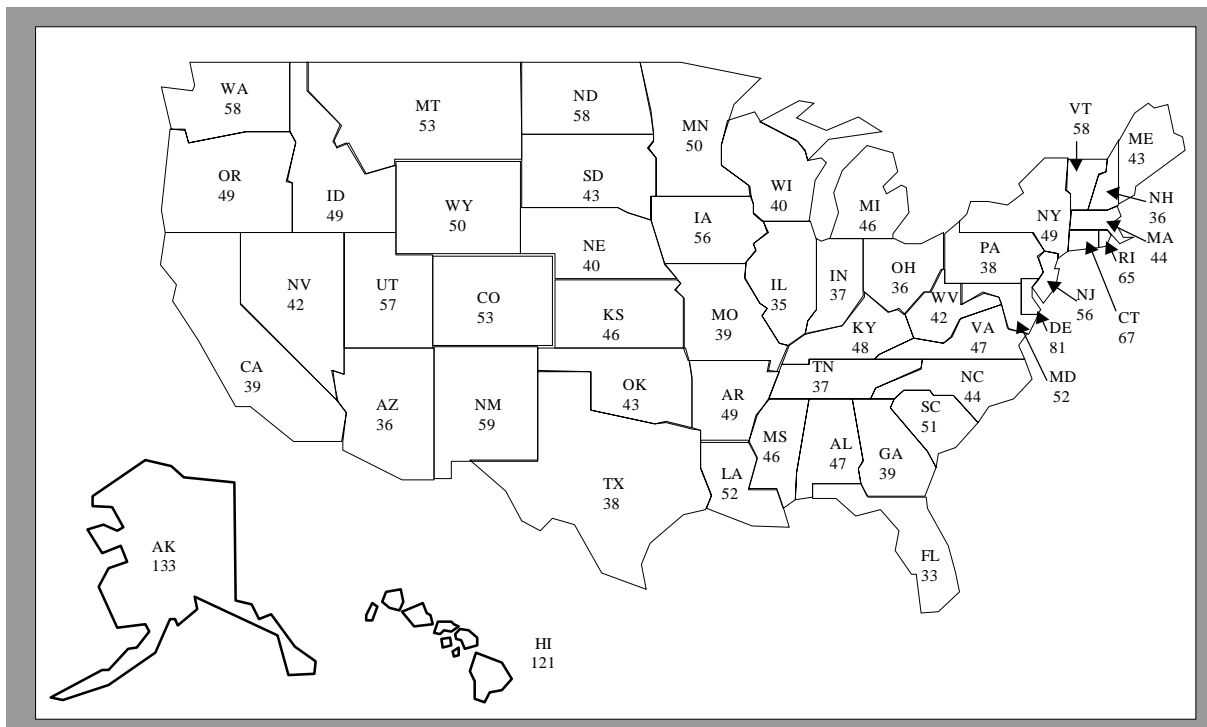 WA
58
MT
53
ND
58
MN
50
VT
58
ME
43
OR
49
ID
49
WY
50
SD
43
WI
40
MI
46
NH
36
NY
49
MA
44
IA
56
NE
40
PA
38
RI
65
NV
42
UT
57
CO
53
IL
35
IN
37
OH
36
WV
42
NJ
56
CT
67
KS
46
MO
39
KY
48
VA
47
DE
81
CA
39
MD
52
AZ
36
NM
59
OK
43
AR
49
TN
37
NC
44
SC
51
MS
46
AL
47
GA
39
TX
38
LA
52
FL
33
AK
133
HI
121